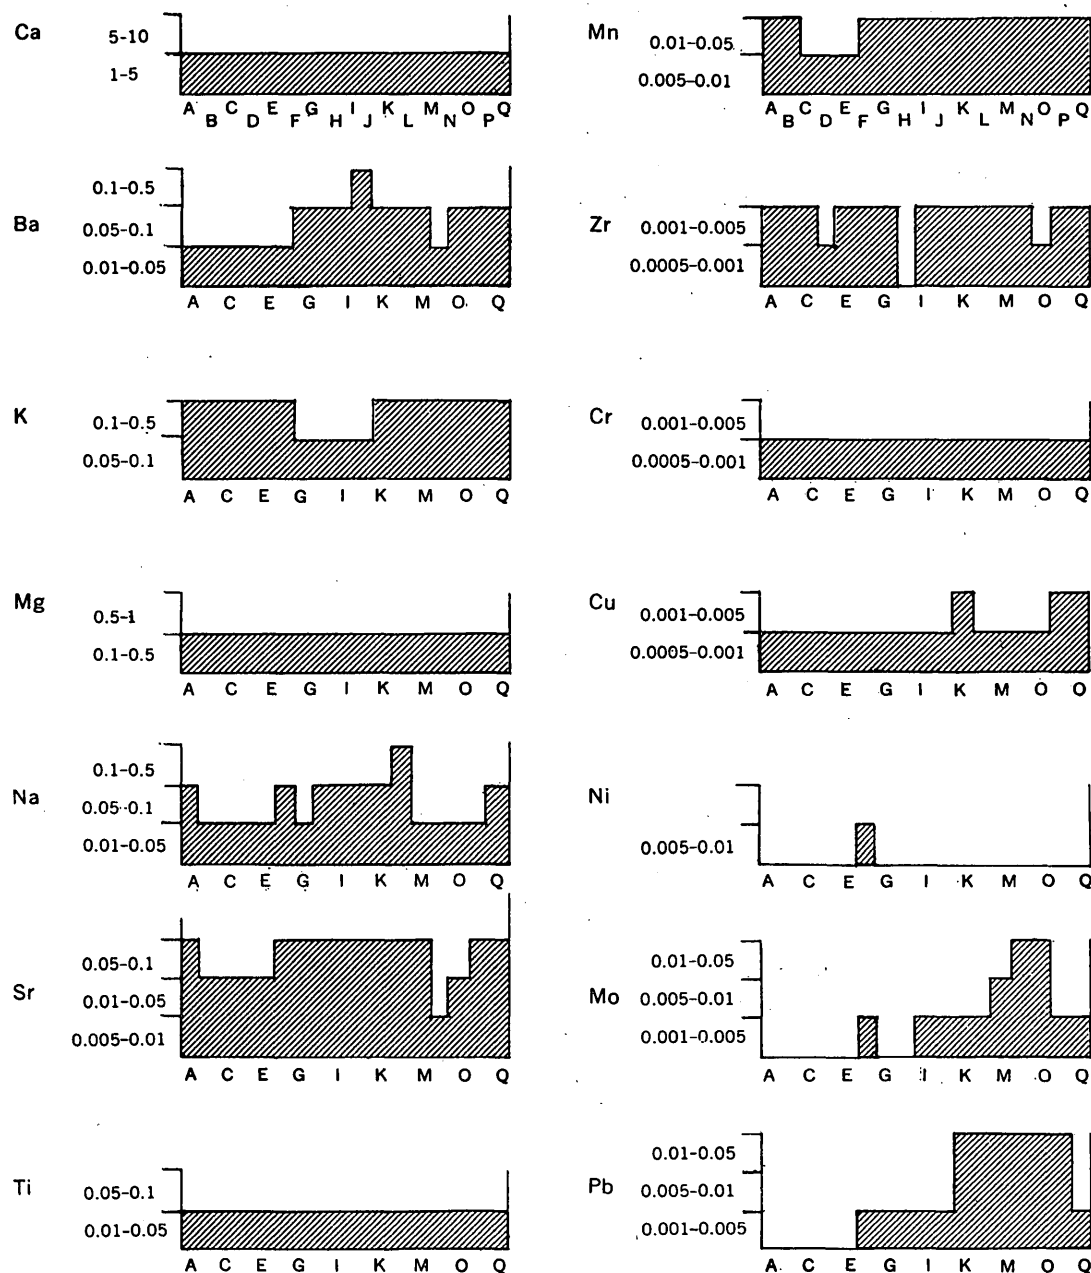 Ca
5-10
1-5
A B C D E F G H I J K L M N O P Q
Ba
0.1-0.5
0.05-0.1
0.01-0.05
A C E G I K M O Q
K
0.1-0.5
0.05-0.1
A C E G I K M O Q
Mg
0.5-1
0.1-0.5
A C E G I K M O Q
Na
0.1-0.5
0.05-0.1
0.01-0.05
A C E G I K M O Q
Sr
0.05-0.1
0.01-0.05
0.005-0.01
A C E G I K M O Q
Ti
0.05-0.1
0.01-0.05
A C E G I K M O Q
Mn
0.01-0.05
0.005-0.01
A B C D E F G H I J K L M N O P Q
Zr
0.001-0.005
0.0005-0.001
A C E G I K M O Q
Cr
0.001-0.005
0.0005-0.001
A C E G I K M O Q
Cu
0.001-0.005
0.0005-0.001
A C E G I K M O O
Ni
0.005-0.01
A C E G I K M O Q
Mo
0.01-0.05
0.005-0.01
0.001-0.005
A C E G I K M O Q
Pb
0.01-0.05
0.005-0.01
0.001-0.005
A C E G I K M O Q